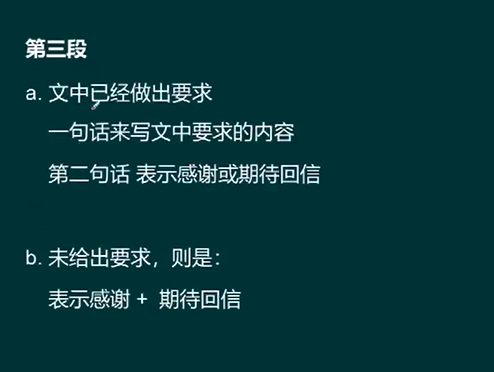 第三段
a. 文中已经做出要求
一句话来写文中要求的内容
第二句话 表示感谢或期待回信
b. 未给出要求，则是：
表示感谢 + 期待回信